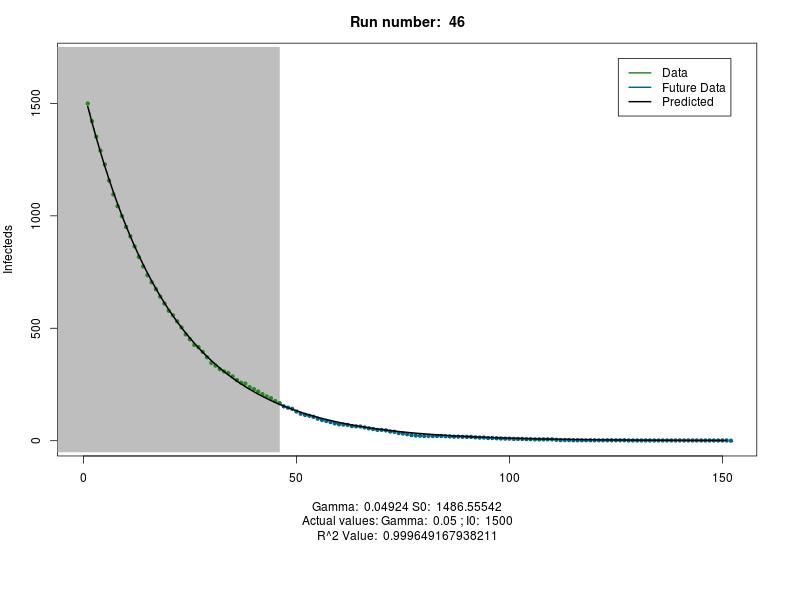 Run number: 46
Data
Future Data
Predicted
Infecteds
1500
1000
500
0
0 50 100 150
Gamma: 0.04924 S0: 1486.55542
Actual values: Gamma: 0.05 ; I0: 1500
R^2 Value: 0.999649167938211